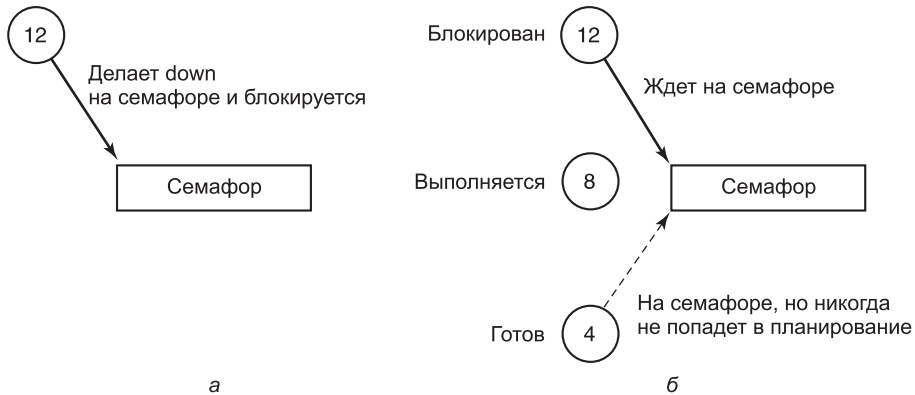 12
Делает down
на семафоре и блокируется
Семафор
а
Блокирован
12
Ждет на семафоре
Выполняется
8
Семафор
На семафоре, но никогда
не попадет в планирование
Готов
4
б